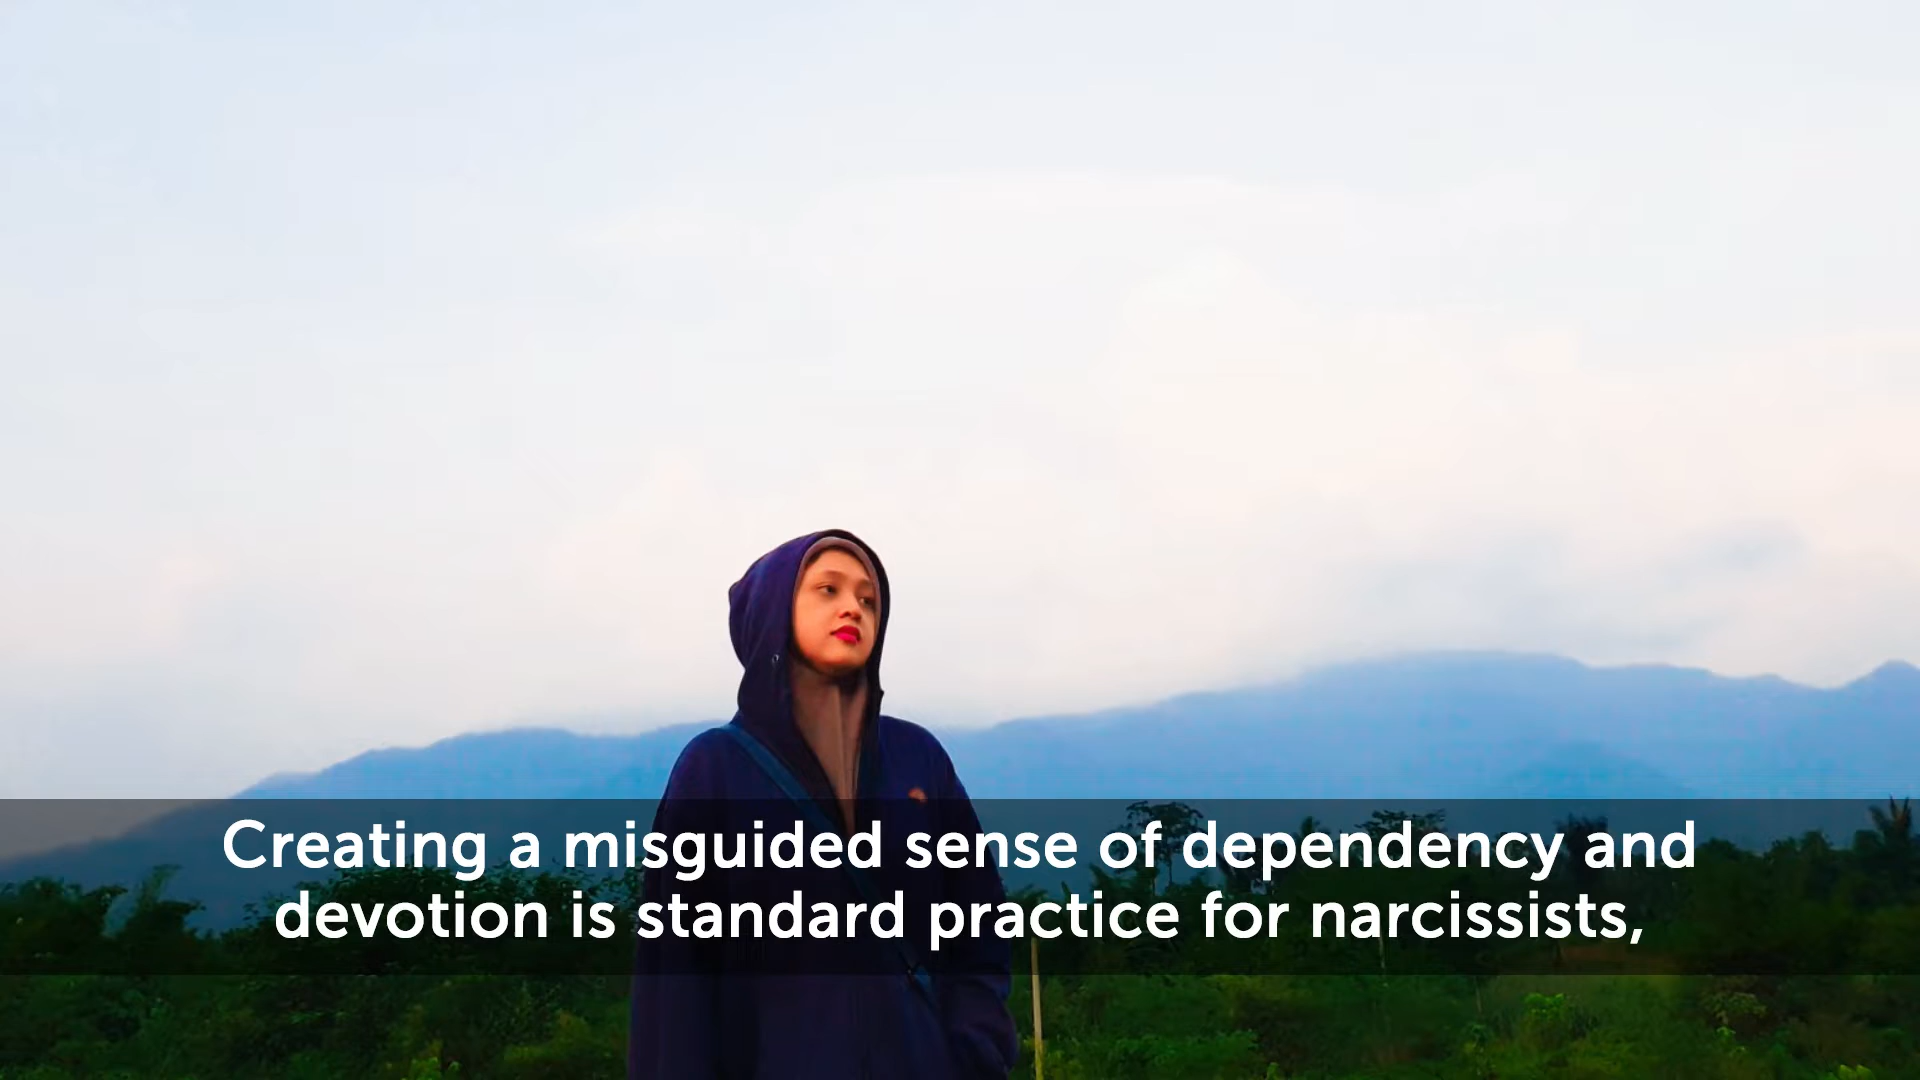 Creating a misguided sense of dependency and
devotion is standard practice for narcissists,